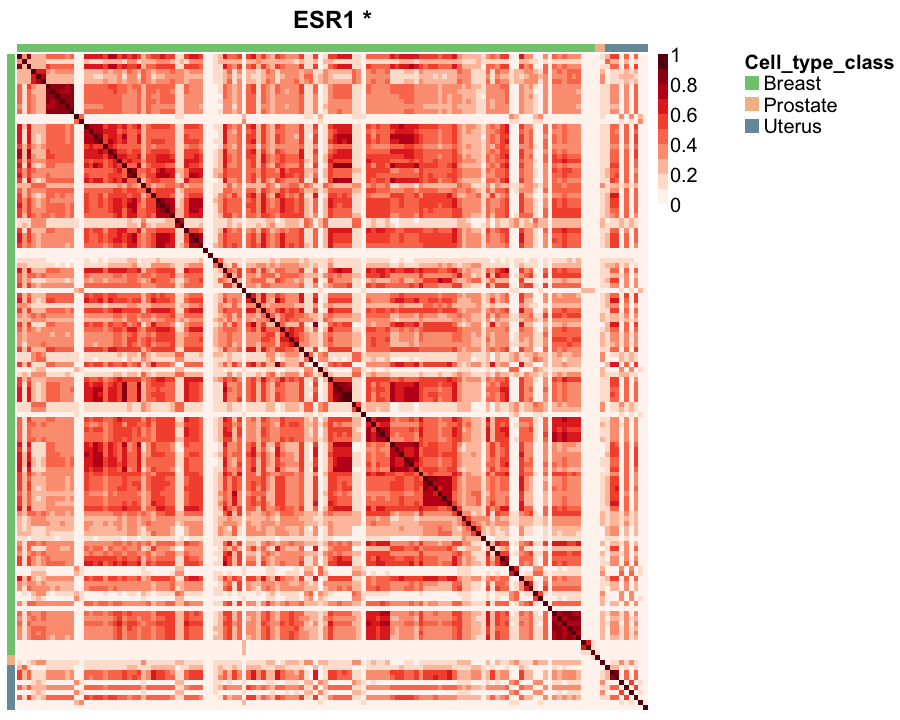 ESR1 *
1
0.8
0.6
0.4
0.2
0
Cell_type_class
Breast
Prostate
Uterus